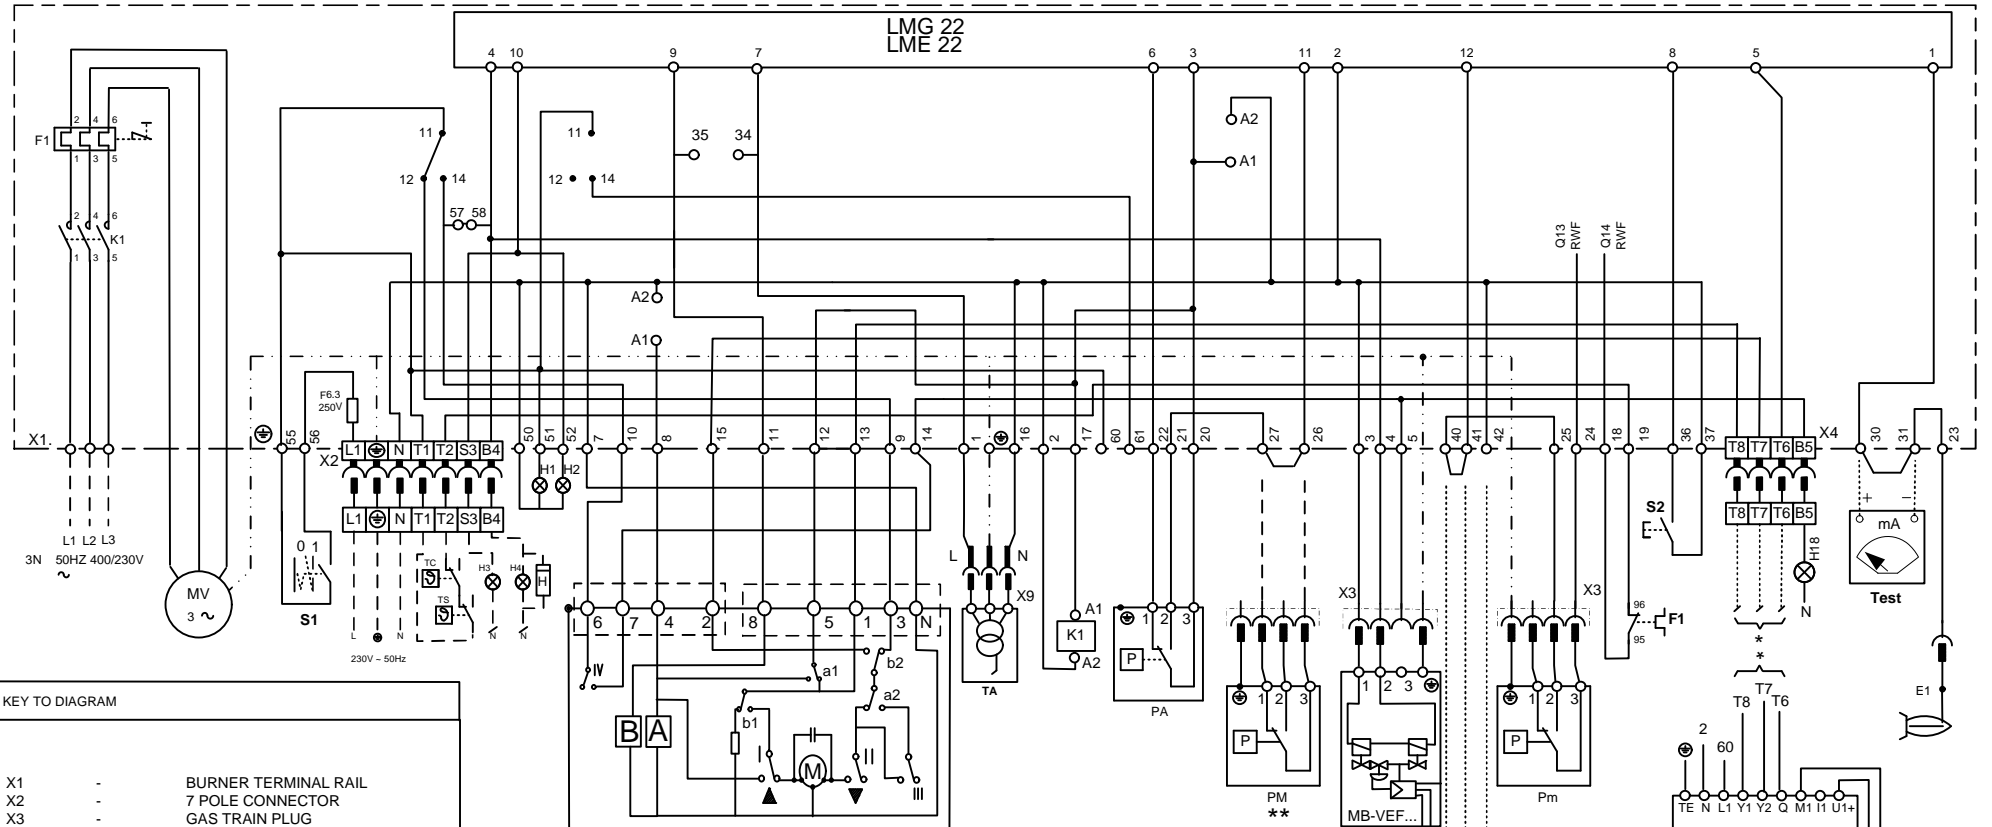 LMG 22
LME 22
4 10 9 7 6 3 11 2 12 8 5 1
2 4 6
F1
1 3 5
11
12 14
11
12 14
35 34
A2
A1
57 58
2 4 6
K1
1 3 5
Q13
RWF
Q14
RWF
A2
A1
F6.3
250V
X1.
55 56
X2
L1 N T1 T2 S3 B4
50 51 52 7 10 8 15 11 12 13 9 14 1 16 2 17 60 61 22 21 20 27 26 3 4 5 40 41 42 25 24 18 19 36 37
T8 T7 T6 B5
X4
30 31 23
H1 H2
L1 N T1 T2 S3 B4
T8 T7 T6 B5
L1 L2 L3
3N 50HZ 400/230V
~
MV
3 ~
0 1
S1
TC
TS
H3
H4
H
L N N N
230V ~ 50Hz
L N
X9
TA
A1
K1
A2
1 2 3
P
PA
X3
X3
S2
96
F1
95
H18
N
+ −
mA
Test
E1
6 7 4 2 8 5 1 3 N
IV
a1
b2
a2
b1
B A
I
M
II
III
1 2 3
P
PM
**
1 2 3
MB-VEF...
1 2 3
P
Pm
*
*
T8 T7 T6
2
60
TE N L1 Y1 Y2 Q M1 I1 U1+
KEY TO DIAGRAM
X1 - BURNER TERMINAL RAIL
X2 - 7 POLE CONNECTOR
X3 - GAS TRAIN PLUG